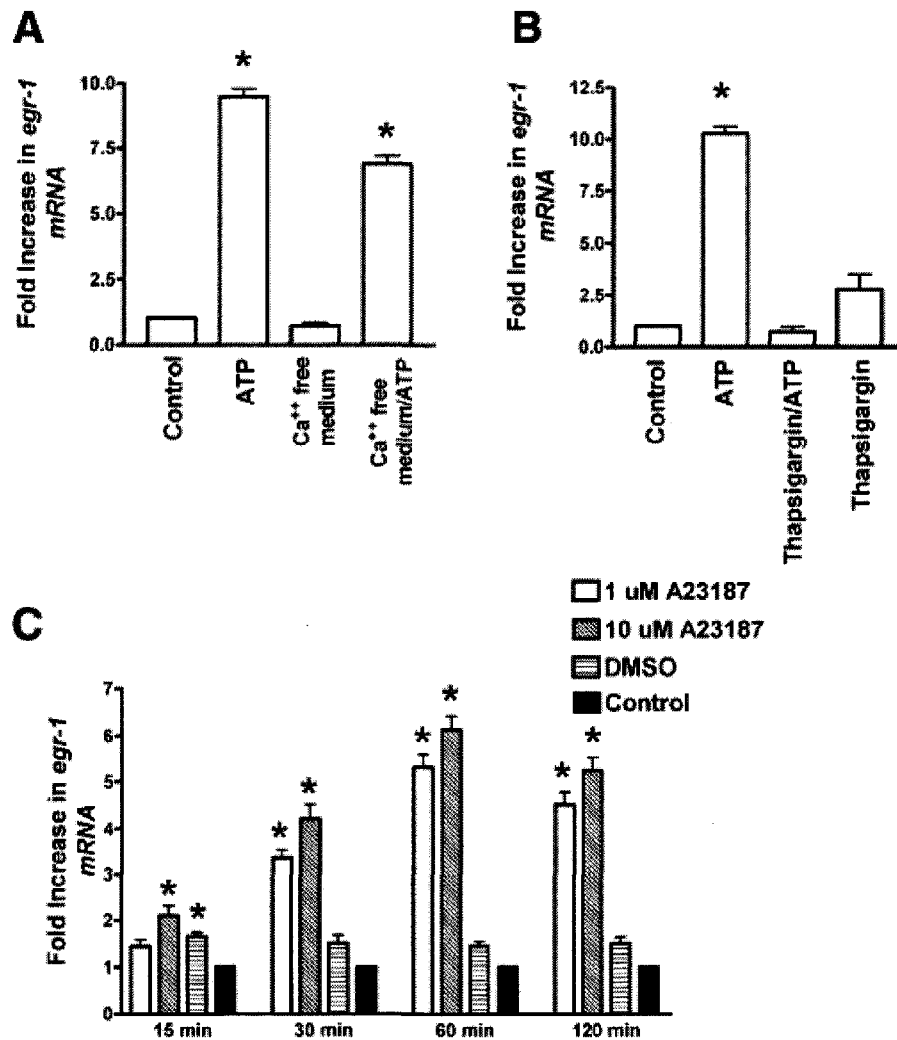 A
Fold Increase in egr-1
mRNA
10.0
7.5
5.0
2.5
0.0
*
*
Control
ATP
Ca++ free
medium
Ca++ free
medium/ATP
B
Fold Increase in egr-1
mRNA
12.5
10.0
7.5
5.0
2.5
0.0
*
Control
ATP
Thapsigargin/ATP
Thapsigargin
C
1 uM A23187
10 uM A23187
DMSO
Control
Fold Increase in egr-1
mRNA
7
6
5
4
3
2
1
0
* *
* *
* *
* *
15 min
30 min
60 min
120 min